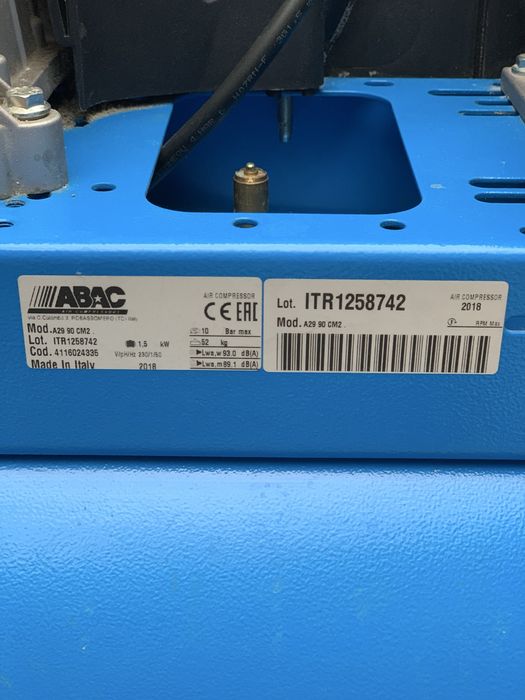 ABAC
AIR COMPRESSORS
AIR COMPRESSOR
CE EAC
Mod. A29 90 CM2 .
Lot. ITR1258742
Cod. 4116024335
Made in Italy
1,5 kW
V/pH/Hz 230/1/50
2018
10 Bar max
52 kg
Lwa,w 93.0 dB(A)
Lwa,m 89.1 dB(A)
Lot. ITR1258742
AIR COMPRESSOR
2018
Mod. A29 90 CM2 .
RPM Max